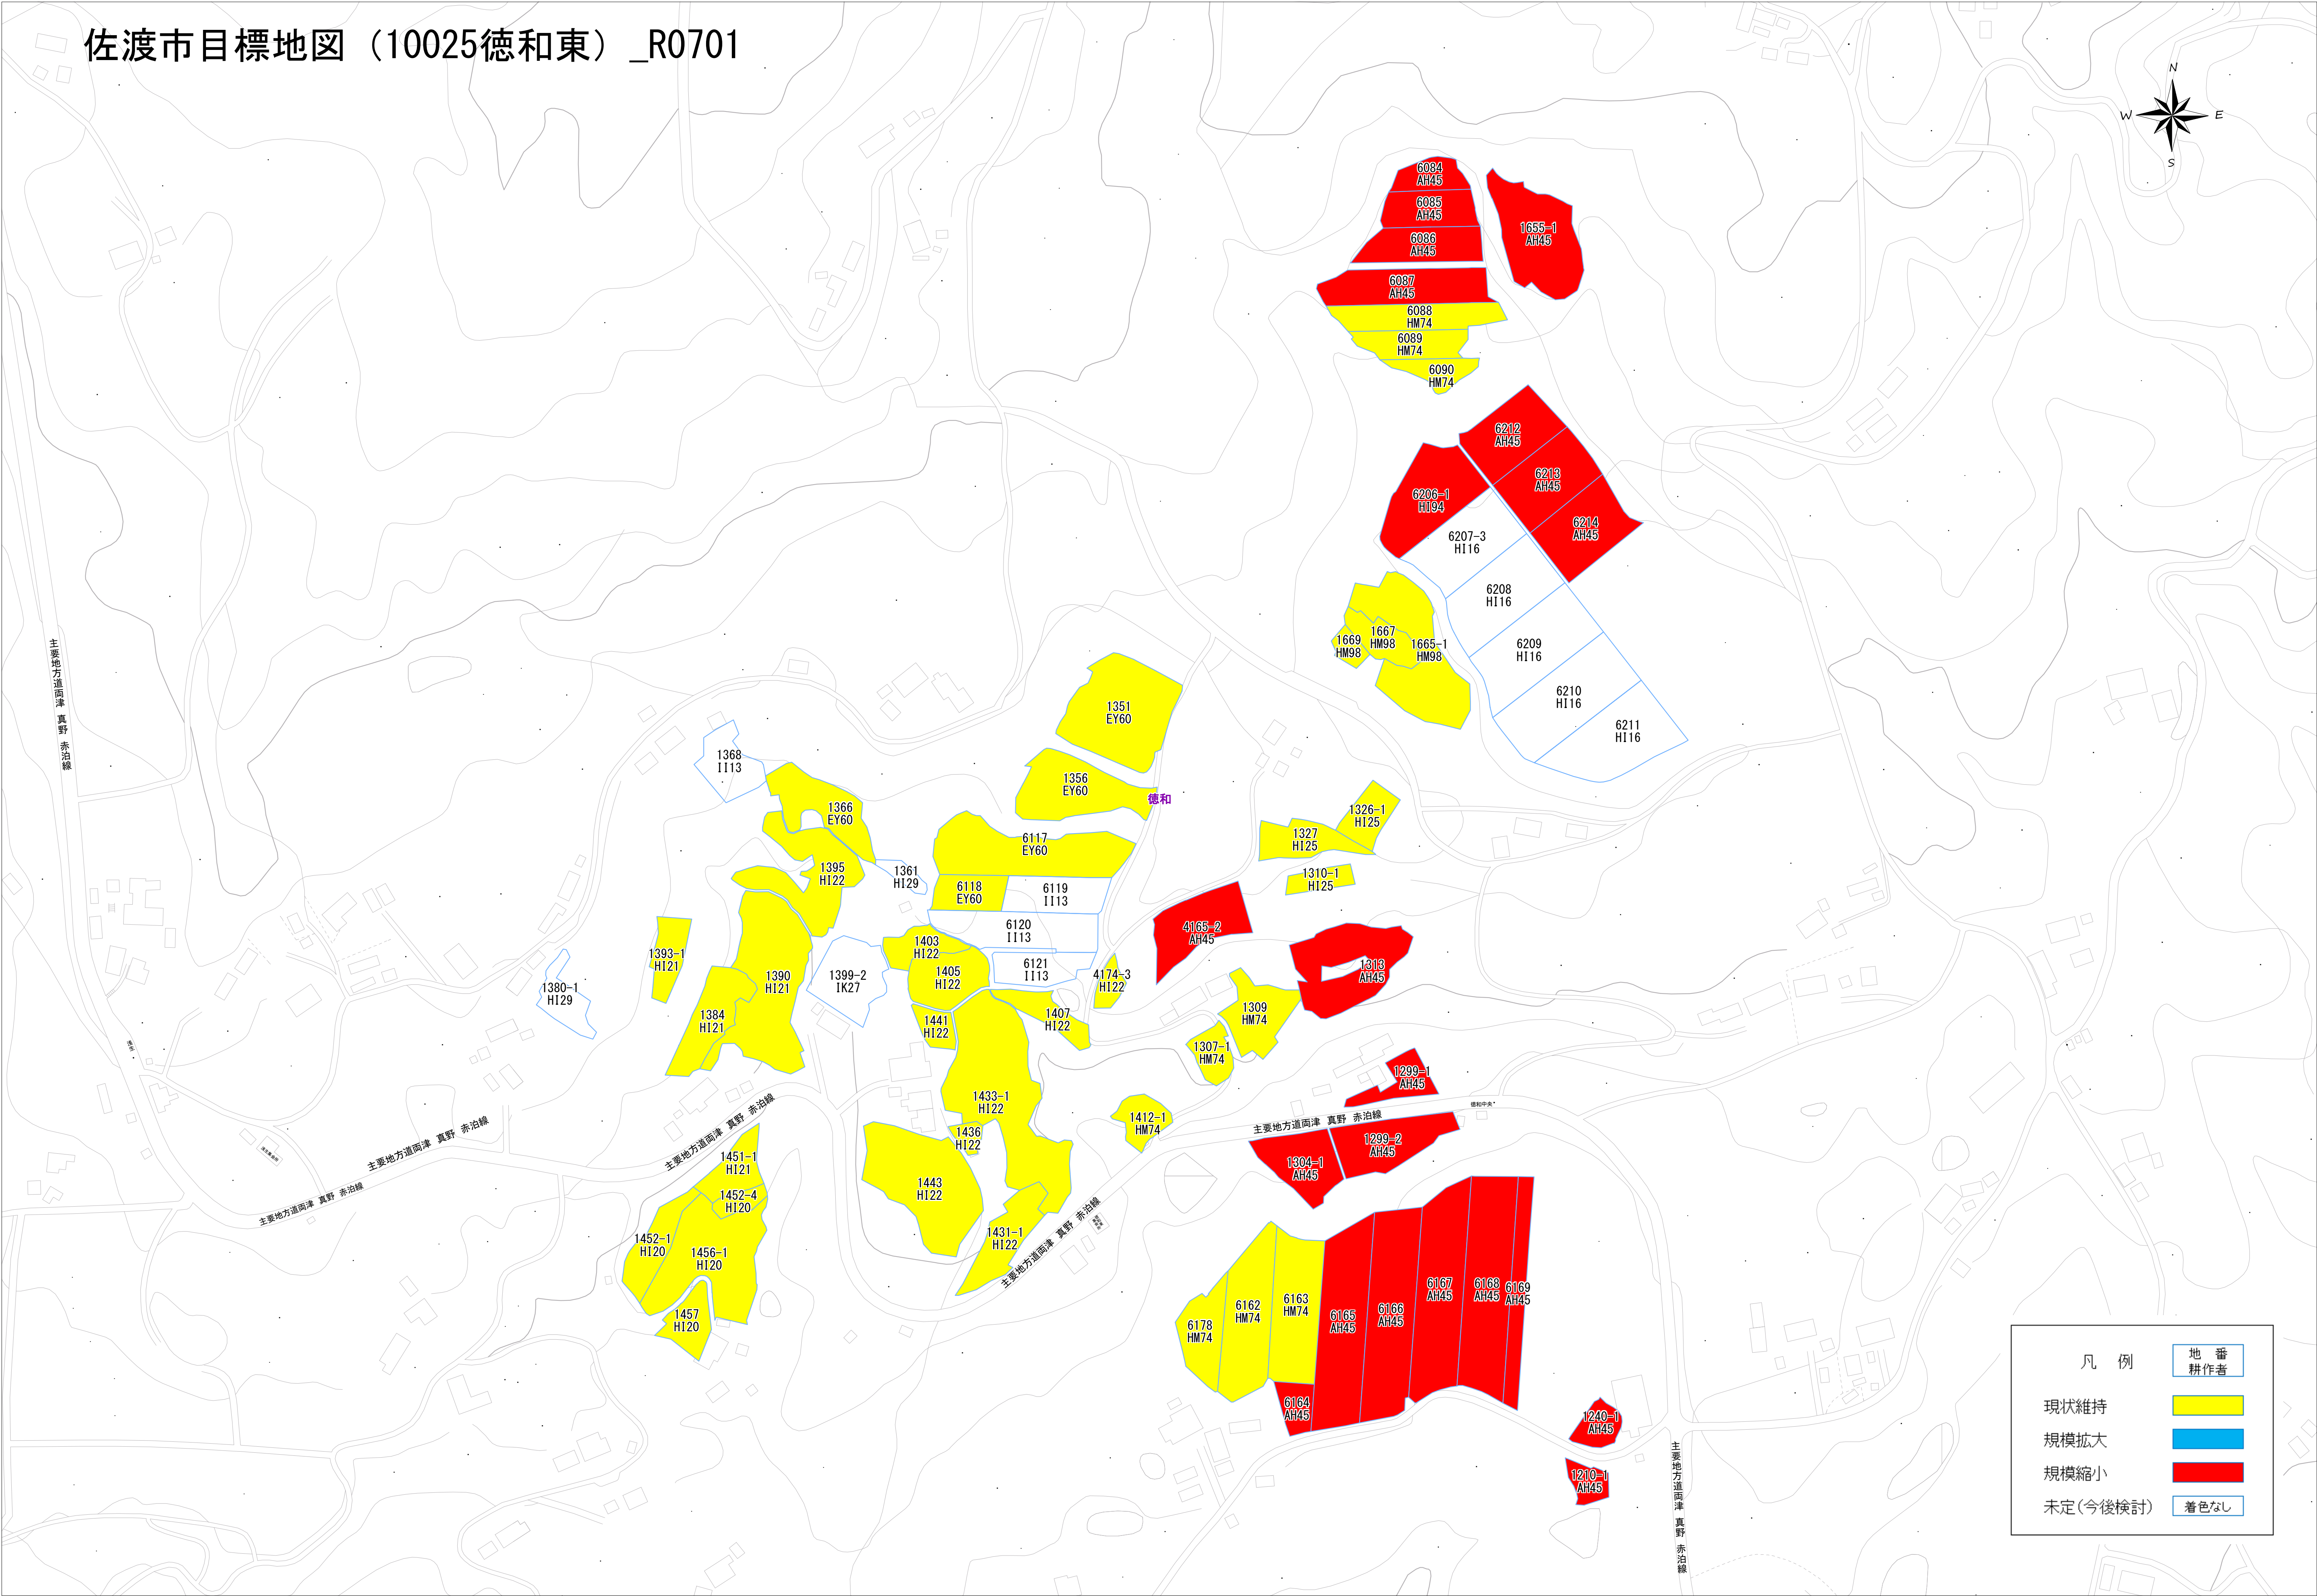 佐渡市目標地図（10025徳和東）_R0701
N
W
E
S
6084
AH45
6085
AH45
6086
AH45
1655-1
AH45
6087
AH45
6088
HM74
6089
HM74
6090
HM74
6212
AH45
6213
AH45
6214
AH45
6206-1
HI94
6207-3
HI16
6208
HI16
6209
HI16
6210
HI16
6211
HI16
1669
HM98
1667
HM98
1665-1
HM98
主要地方道両津　真野　赤泊線
1351
EY60
1356
EY60
徳和
1368
II13
1366
EY60
6117
EY60
1395
HI22
1361
HI29
6118
EY60
6119
II13
6120
II13
6121
II13
1326-1
HI25
1327
HI25
1310-1
HI25
4165-2
AH45
4174-3
HI22
1313
AH45
1309
HM74
1307-1
HM74
1393-1
HI21
1380-1
HI29
1384
HI21
1390
HI21
1399-2
IK27
1403
HI22
1405
HI22
1441
HI22
1407
HI22
1433-1
HI22
1436
HI22
1443
HI22
1431-1
HI22
1412-1
HM74
1299-1
AH45
徳和中央
主要地方道両津　真野　赤泊線
1299-2
AH45
1304-1
AH45
主要地方道両津　真野　赤泊線
主要地方道両津　真野　赤泊線
主要地方道両津　真野　赤泊線
主要地方道両津　真野　赤泊線
1451-1
HI21
1452-4
HI20
1452-1
HI20
1456-1
HI20
1457
HI20
6178
HM74
6162
HM74
6163
HM74
6164
AH45
6165
AH45
6166
AH45
6167
AH45
6168
AH45
6169
AH45
1240-1
AH45
1210-1
AH45
主要地方道両津　真野　赤泊線
凡　例
地　番
耕作者
現状維持
規模拡大
規模縮小
未定（今後検討）
着色なし